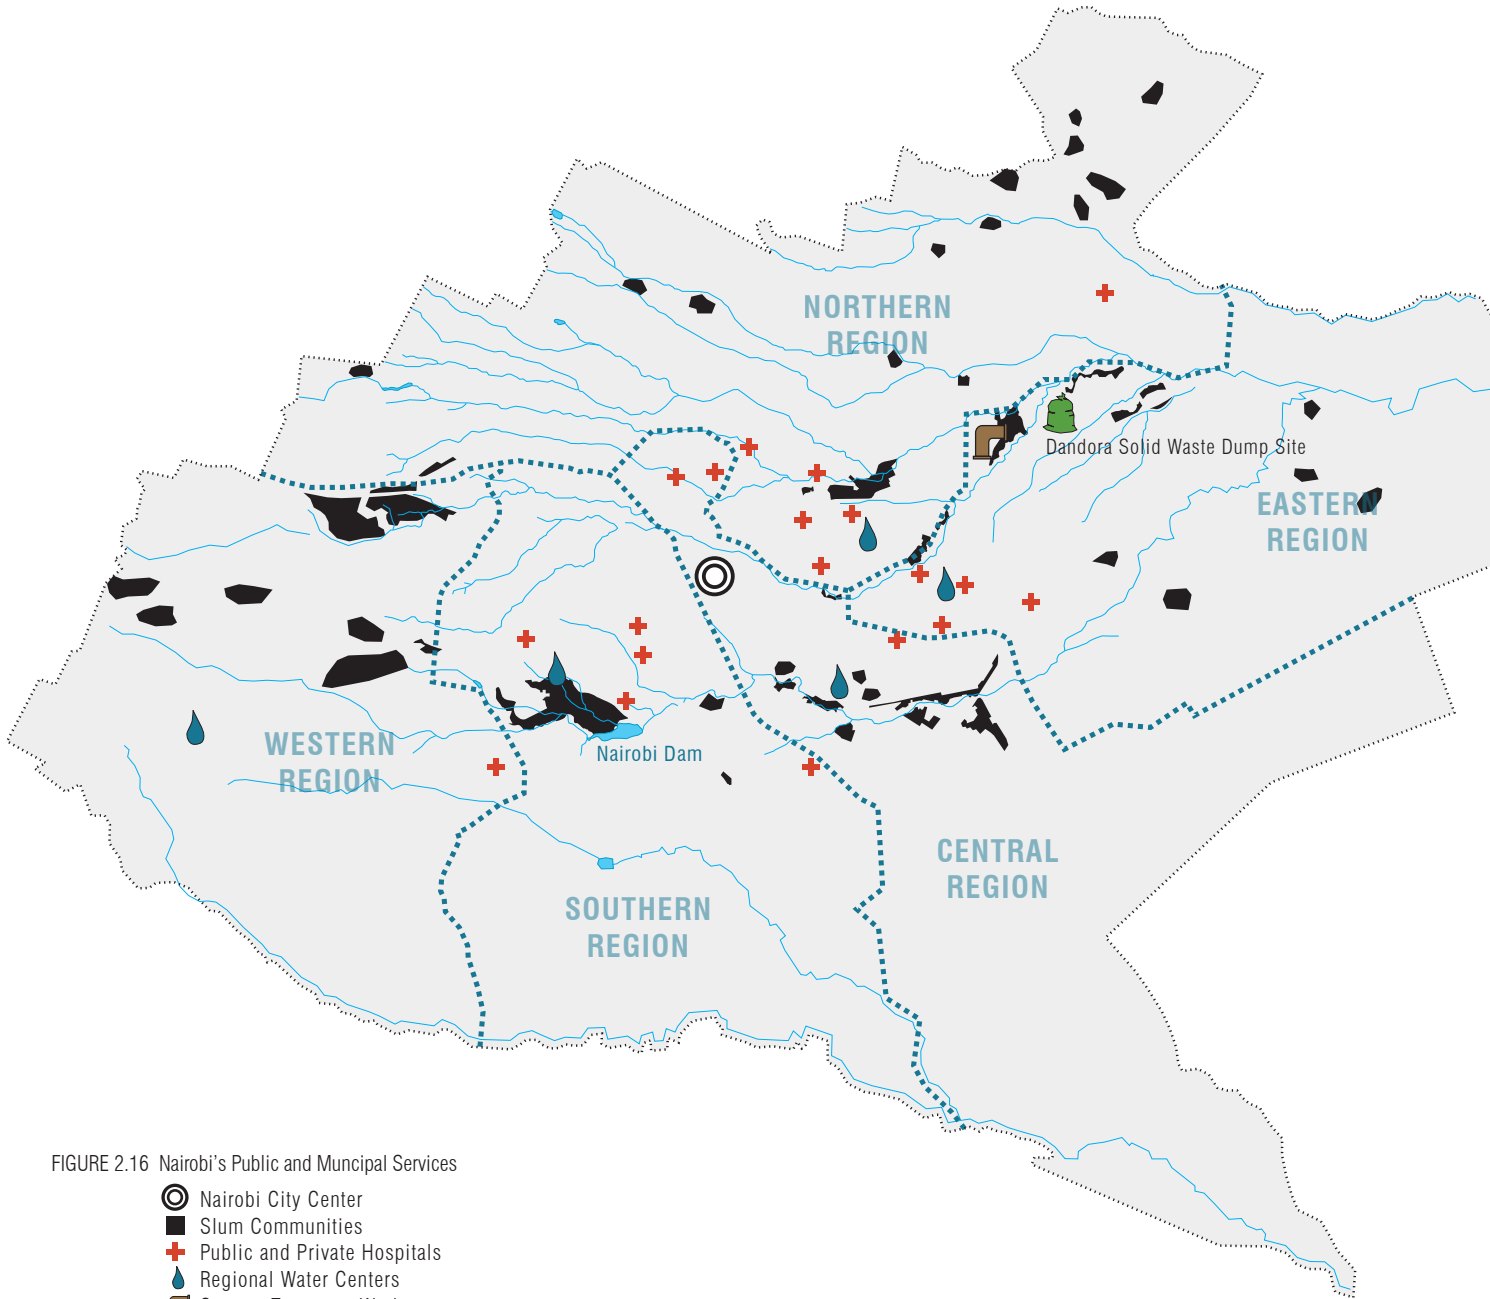 NORTHERN
REGION
Dandora Solid Waste Dump Site
EASTERN
REGION
Nairobi Dam
WESTERN
REGION
CENTRAL
REGION
SOUTHERN
REGION
FIGURE 2.16 Nairobi's Public and Muncipal Services
Nairobi City Center
Slum Communities
Public and Private Hospitals
Regional Water Centers